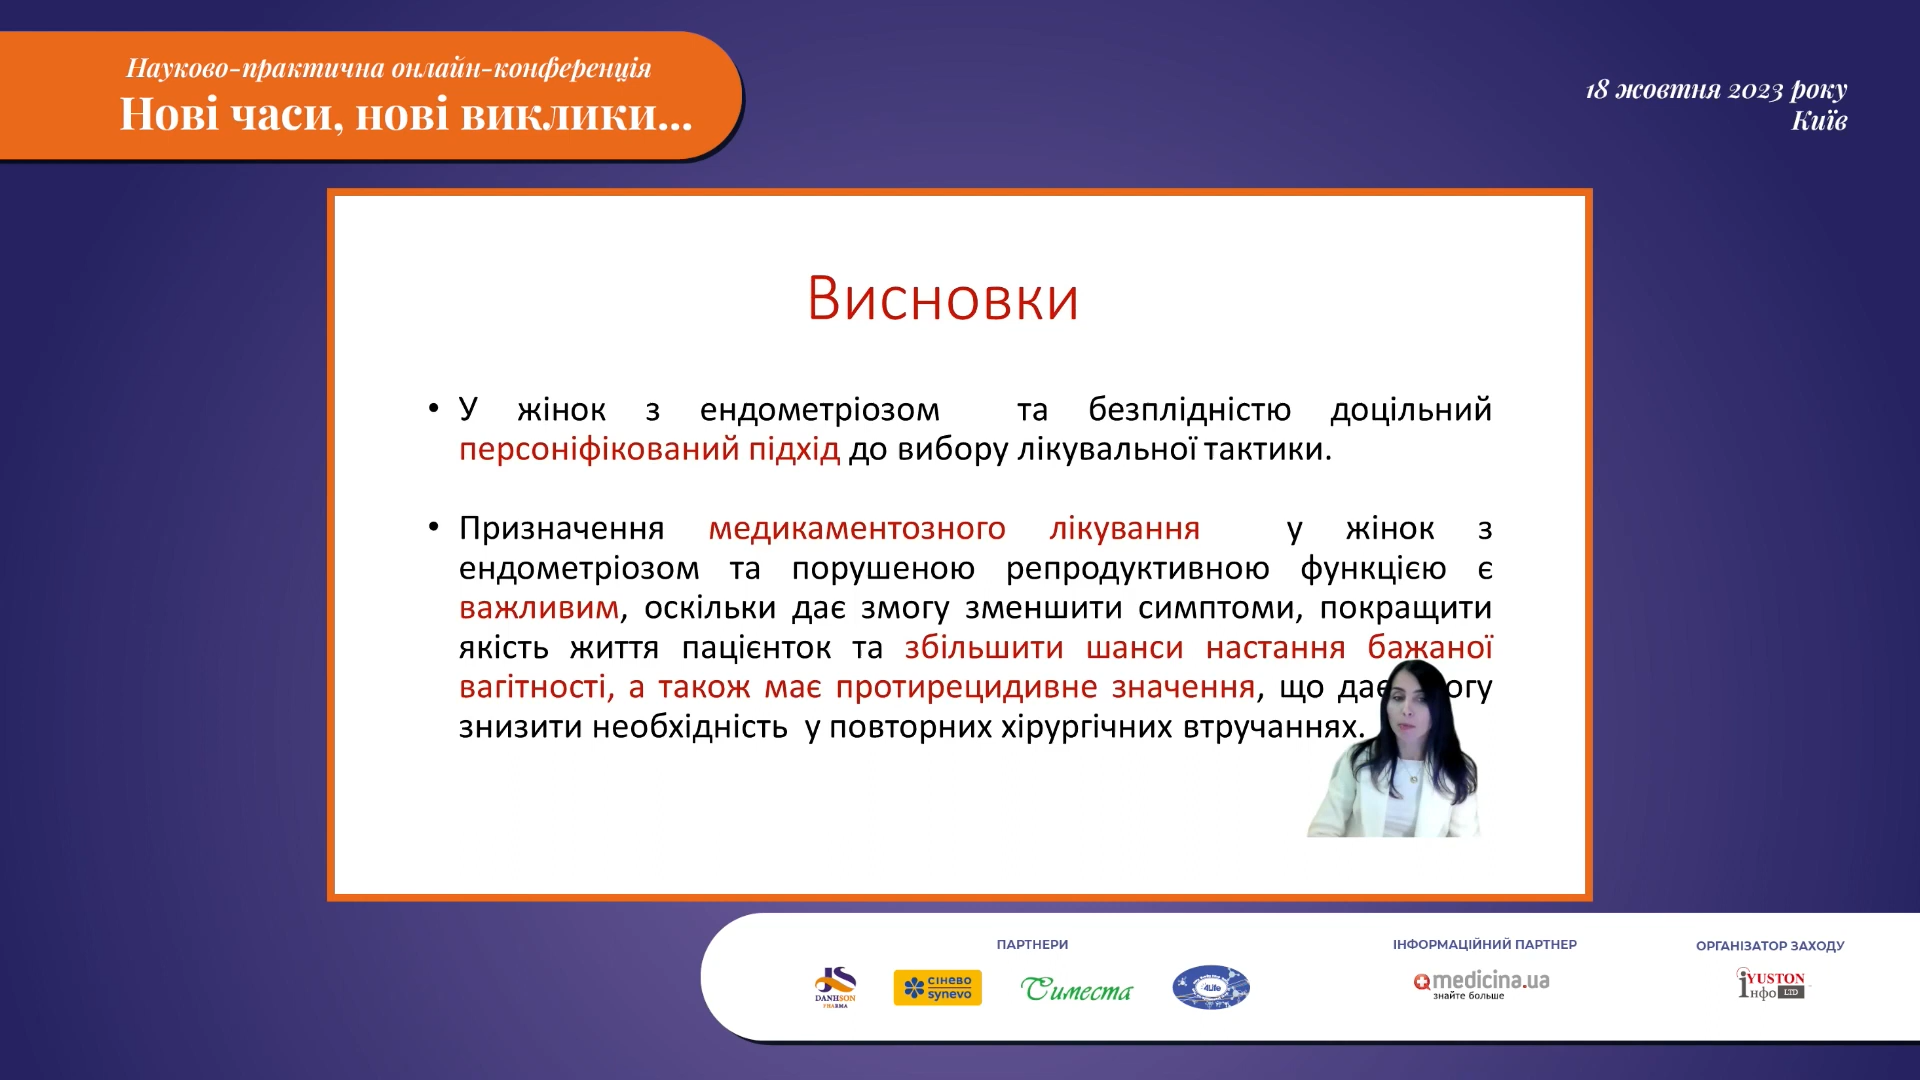 Науково-практична онлайн-конференція
Нові часи, нові виклики...
18 жовтня 2023 року
Київ
Висновки
• У жінок з ендометріозом та безплідністю доцільний
персоніфікований підхід до вибору лікувальної тактики.
• Призначення медикаментозного лікування у жінок з
ендометріозом та порушеною репродуктивною функцією є
важливим, оскільки дає змогу зменшити симптоми, покращити
якість життя пацієнток та збільшити шанси настання бажаної
вагітності, а також має протирецидивне значення, що
знизити необхідність у повторних хірургічних втручаннях.
ПАРТНЕРИ
ІНФОРМАЦІЙНИЙ ПАРТНЕР
ОРГАНІЗАТОР ЗАХОДУ
DANHSON
PHARMA
сінево
synevo
Симеста
4Life
medicina.ua
знайте больше
YUSTON
інфо LTD